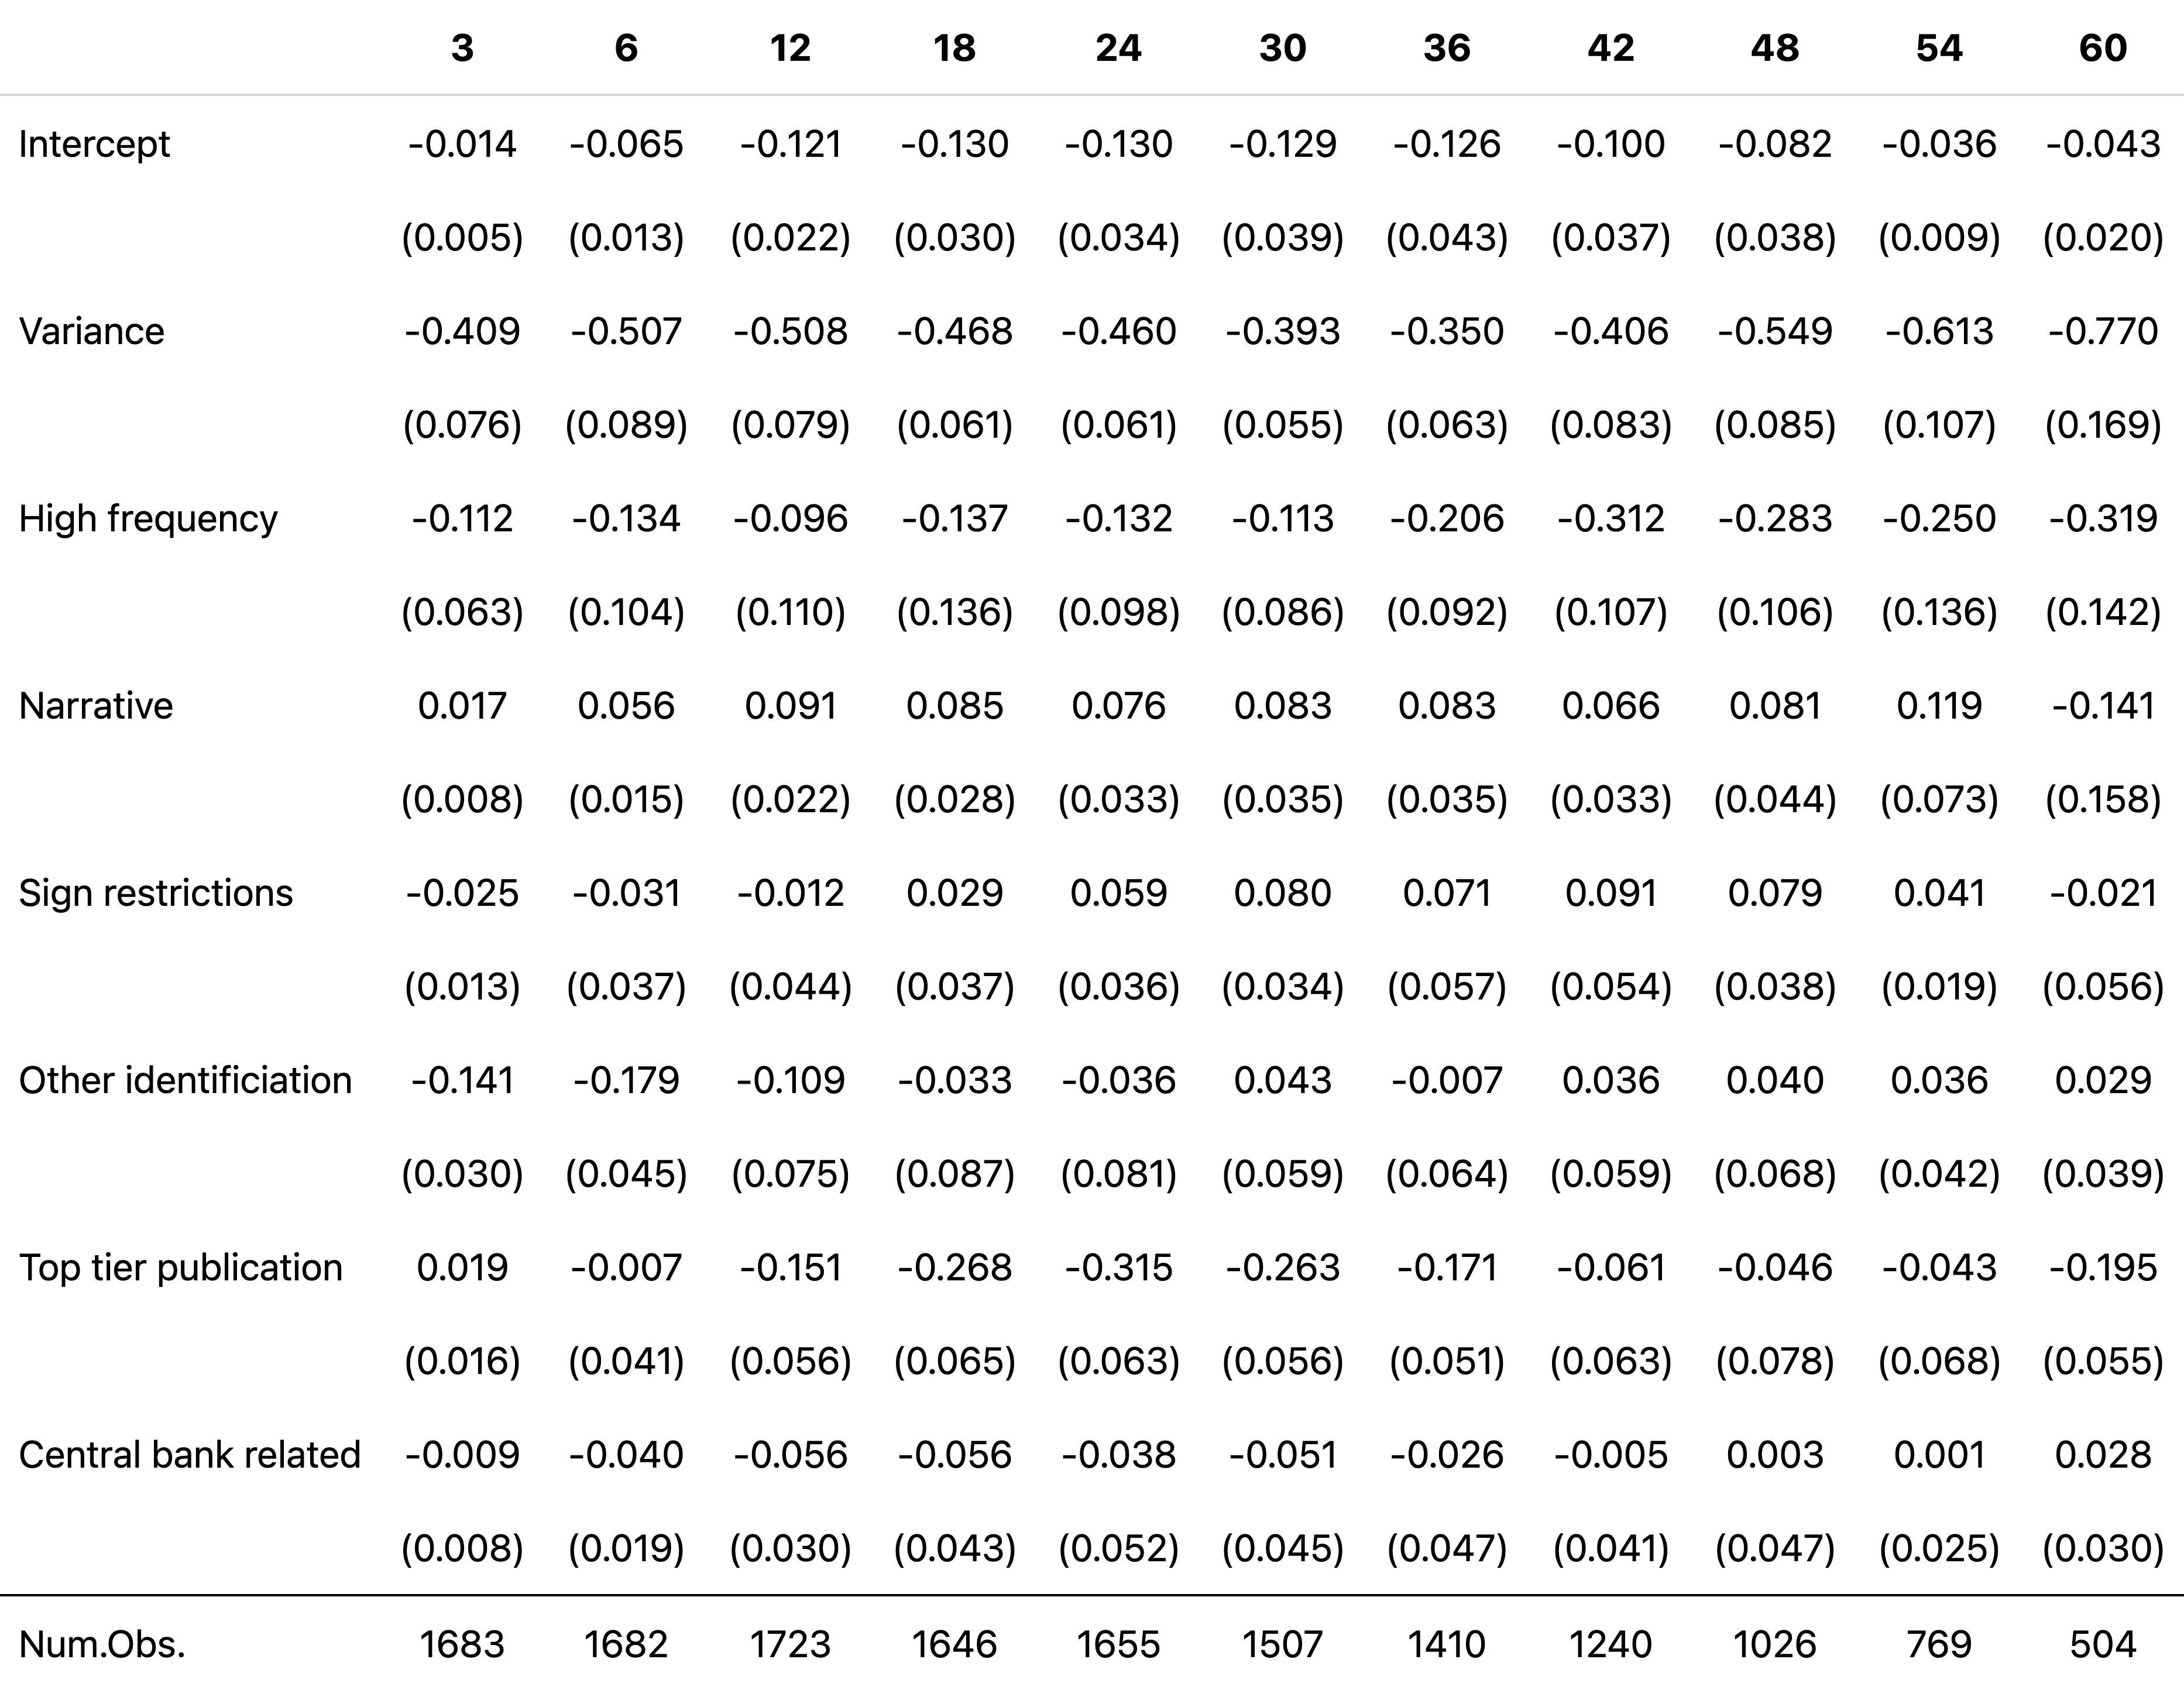 3 6 12 18 24 30 36 42 48 54 60
Intercept -0.014 -0.065 -0.121 -0.130 -0.130 -0.129 -0.126 -0.100 -0.082 -0.036 -0.043
(0.005) (0.013) (0.022) (0.030) (0.034) (0.039) (0.043) (0.037) (0.038) (0.009) (0.020)
Variance -0.409 -0.507 -0.508 -0.468 -0.460 -0.393 -0.350 -0.406 -0.549 -0.613 -0.770
(0.076) (0.089) (0.079) (0.061) (0.061) (0.055) (0.063) (0.083) (0.085) (0.107) (0.169)
High frequency -0.112 -0.134 -0.096 -0.137 -0.132 -0.113 -0.206 -0.312 -0.283 -0.250 -0.319
(0.063) (0.104) (0.110) (0.136) (0.098) (0.086) (0.092) (0.107) (0.106) (0.136) (0.142)
Narrative 0.017 0.056 0.091 0.085 0.076 0.083 0.083 0.066 0.081 0.119 -0.141
(0.008) (0.015) (0.022) (0.028) (0.033) (0.035) (0.035) (0.033) (0.044) (0.073) (0.158)
Sign restrictions -0.025 -0.031 -0.012 0.029 0.059 0.080 0.071 0.091 0.079 0.041 -0.021
(0.013) (0.037) (0.044) (0.037) (0.036) (0.034) (0.057) (0.054) (0.038) (0.019) (0.056)
Other identificiation -0.141 -0.179 -0.109 -0.033 -0.036 0.043 -0.007 0.036 0.040 0.036 0.029
(0.030) (0.045) (0.075) (0.087) (0.081) (0.059) (0.064) (0.059) (0.068) (0.042) (0.039)
Top tier publication 0.019 -0.007 -0.151 -0.268 -0.315 -0.263 -0.171 -0.061 -0.046 -0.043 -0.195
(0.016) (0.041) (0.056) (0.065) (0.063) (0.056) (0.051) (0.063) (0.078) (0.068) (0.055)
Central bank related -0.009 -0.040 -0.056 -0.056 -0.038 -0.051 -0.026 -0.005 0.003 0.001 0.028
(0.008) (0.019) (0.030) (0.043) (0.052) (0.045) (0.047) (0.041) (0.047) (0.025) (0.030)
Num.Obs. 1683 1682 1723 1646 1655 1507 1410 1240 1026 769 504